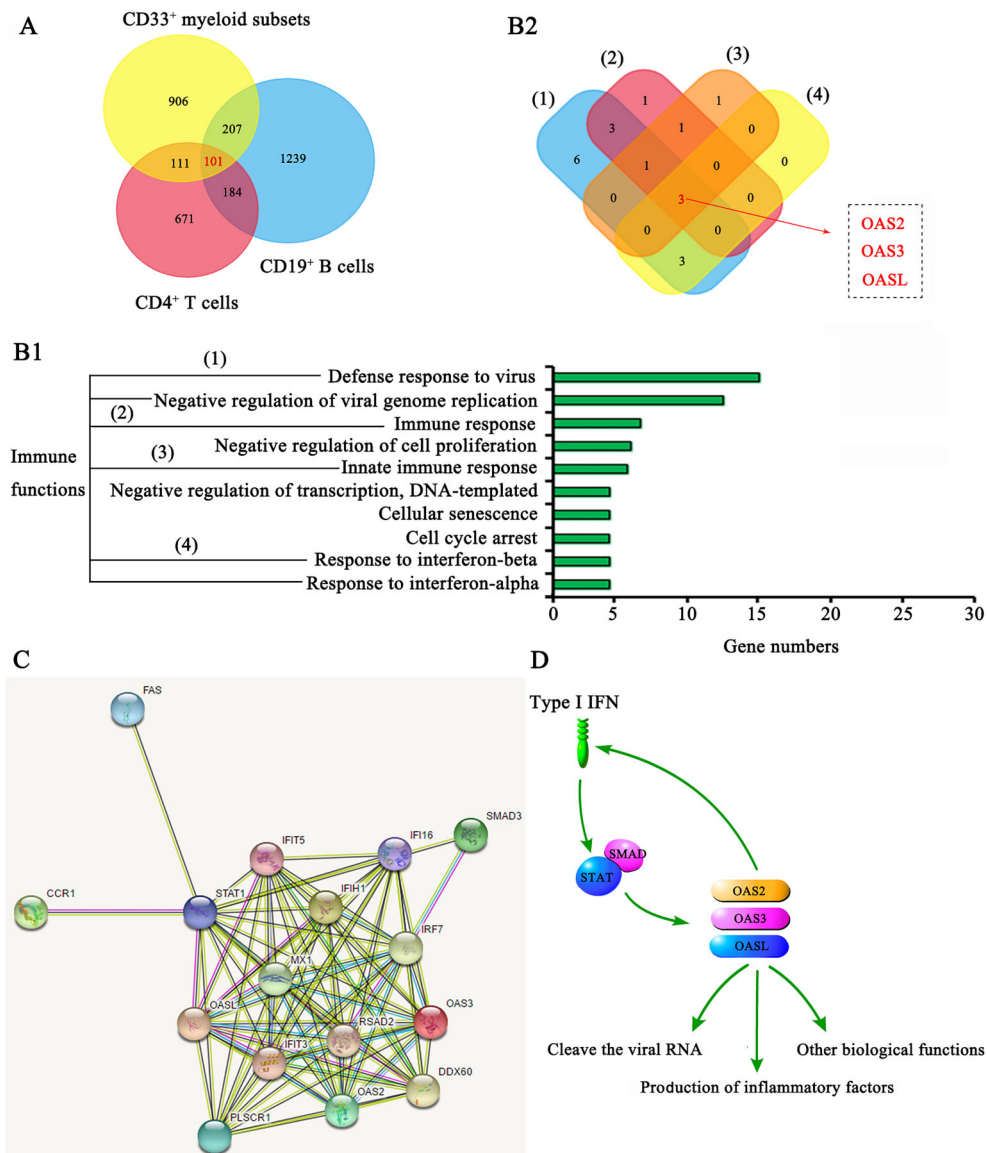 A
CD33⁺ myeloid subsets
906
207
111
101
1239
184
671
CD19⁺ B cells
CD4⁺ T cells
B2
(1)
(2)
(3)
(4)
1
1
3
1
0
6
1
0
0
0
3
0
0
0
3
OAS2
OAS3
OASL
B1
Immune
functions
(1)
(2)
(3)
(4)
Defense response to virus
Negative regulation of viral genome replication
Immune response
Negative regulation of cell proliferation
Innate immune response
Negative regulation of transcription, DNA-templated
Cellular senescence
Cell cycle arrest
Response to interferon-beta
Response to interferon-alpha
0 5 10 15 20 25 30
Gene numbers
C
FAS
SMAD3
IFIT5
IFI16
CCR1
STAT1
IFIH1
IRF7
MX1
OASL
OAS3
RSAD2
IFIT3
DDX60
OAS2
PLSCR1
D
Type I IFN
SMAD
STAT
OAS2
OAS3
OASL
Cleave the viral RNA
Other biological functions
Production of inflammatory factors